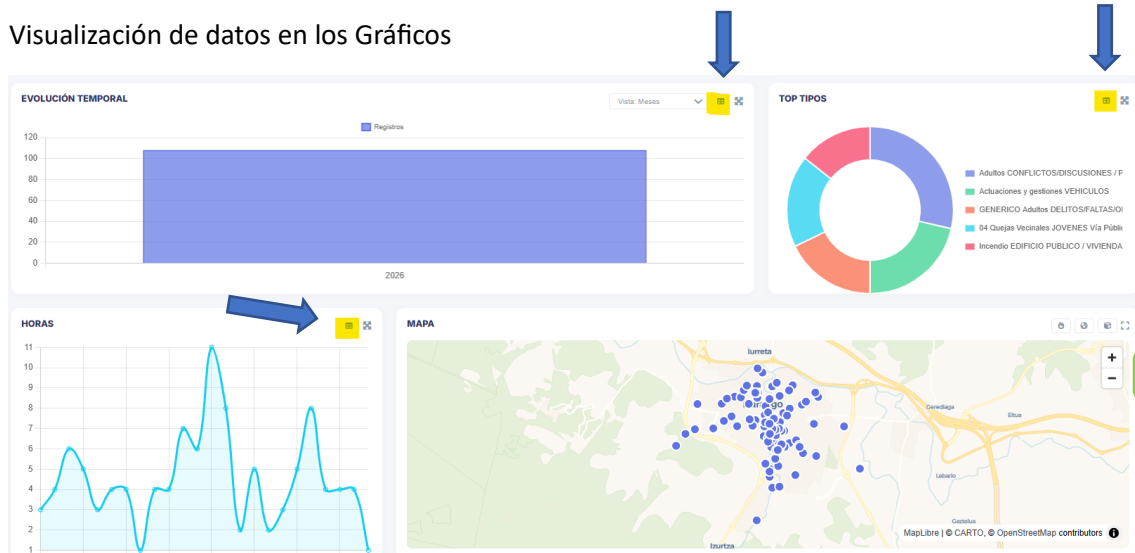 Visualización de datos en los Gráficos
EVOLUCIÓN TEMPORAL
Vista: Meses
Registros
120
100
80
60
40
20
0
2026
TOP TIPOS
Adultos CONFLICTOS/DISCUSIONES / P
Actuaciones y gestiones VEHICULOS
GENERICO Adultos DELITOS/FALTAS/O
04 Quejas Vecinales JOVENES Vía Públi
Incendio EDIFICIO PUBLICO / VIVIENDA
HORAS
11
10
9
8
7
6
5
4
3
2
1
MAPA
+
−
Iurreta
Gerediaga
Eitua
Lebario
Gaztelua
Izurtza
MapLibre | © CARTO, © OpenStreetMap contributors